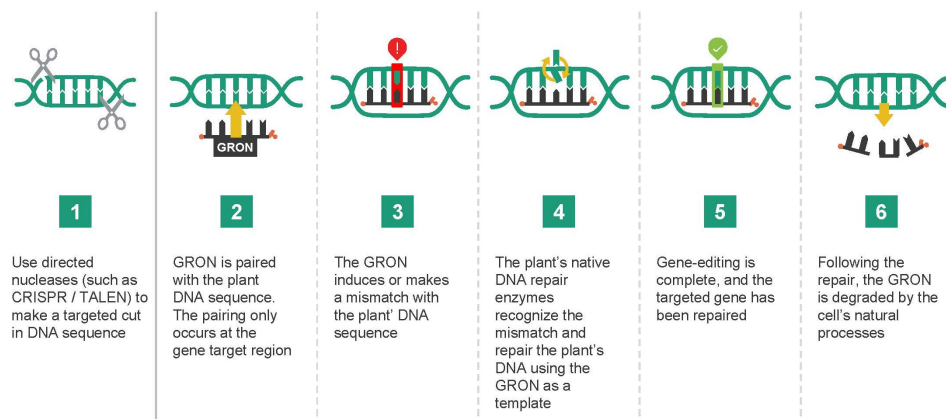 !
GRON
1
2
3
4
5
6
Use directed
nucleases (such as
CRISPR / TALEN) to
make a targeted cut
in DNA sequence
GRON is paired
with the plant
DNA sequence.
The pairing only
occurs at the
gene target region
The GRON
induces or makes
a mismatch with
the plant' DNA
sequence
The plant's native
DNA repair
enzymes
recognize the
mismatch and
repair the plant's
DNA using the
GRON as a
template
Gene-editing is
complete, and the
targeted gene has
been repaired
Following the
repair, the GRON
is degraded by the
cell's natural
processes